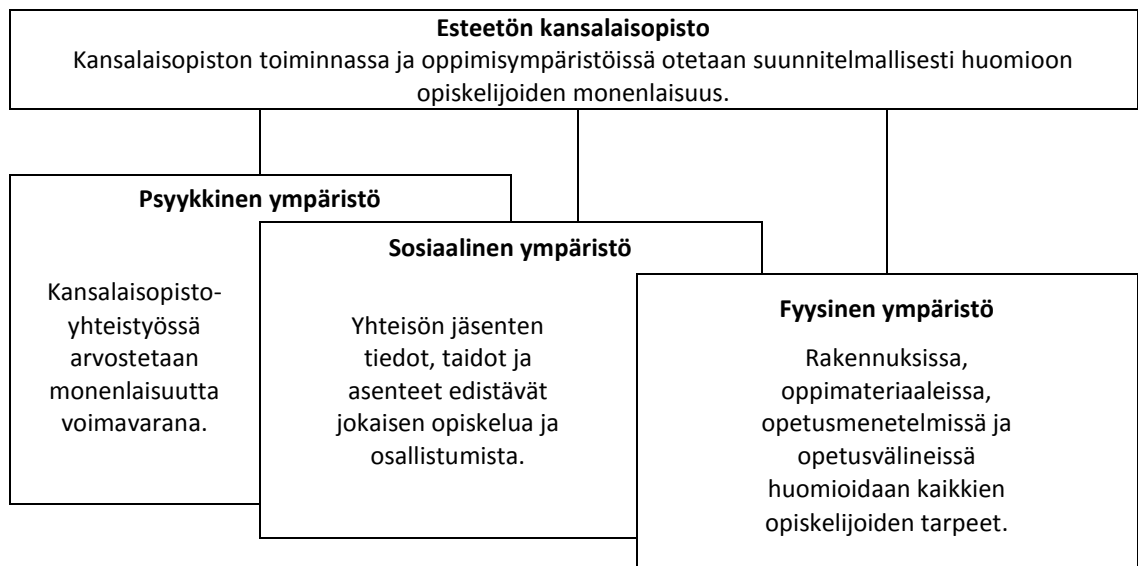 Esteetön kansalaisopisto
Kansalaisopiston toiminnassa ja oppimisympäristöissä otetaan suunnitelmallisesti huomioon
opiskelijoiden monenlaisuus.
Psyykkinen ympäristö
Kansalaisopisto-
yhteistyössä
arvostetaan
monenlaisuutta
voimavarana.
Sosiaalinen ympäristö
Yhteisön jäsenten
tiedot, taidot ja
asenteet edistävät
jokaisen opiskelua ja
osallistumista.
Fyysinen ympäristö
Rakennuksissa,
oppimateriaaleissa,
opetusmenetelmissä ja
opetusvälineissä
huomioidaan kaikkien
opiskelijoiden tarpeet.